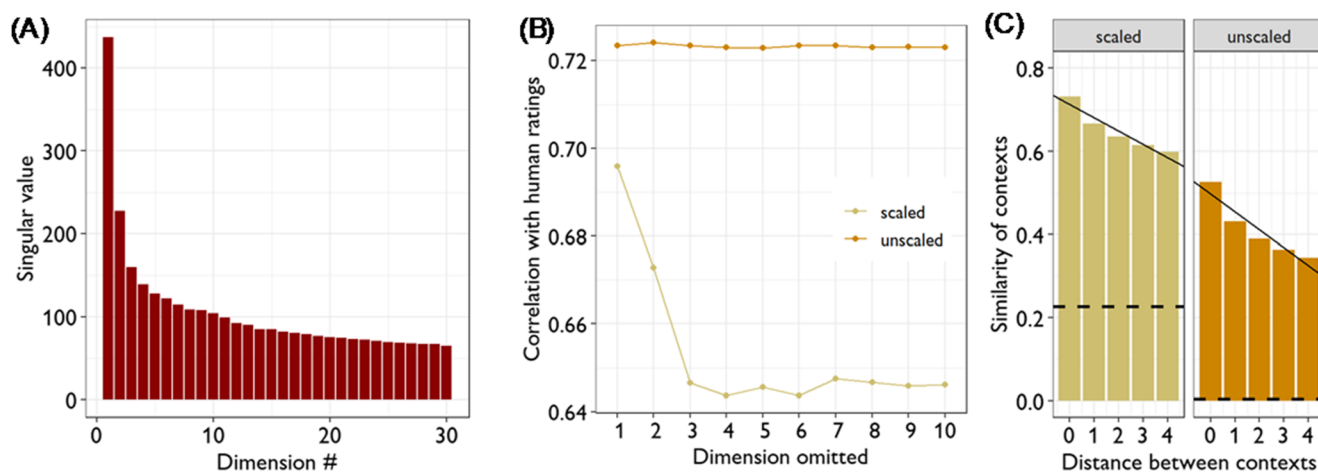 (A)
Singular value
400
300
200
100
0
0
10
20
30
Dimension #
(B)
Correlation with human ratings
0.72
0.70
0.68
0.66
0.64
1
2
3
4
5
6
7
8
9
10
Dimension omitted
scaled
unscaled
(C)
scaled
unscaled
Similarity of contexts
0.8
0.6
0.4
0.2
0.0
0 1 2 3 4
0 1 2 3 4
Distance between contexts